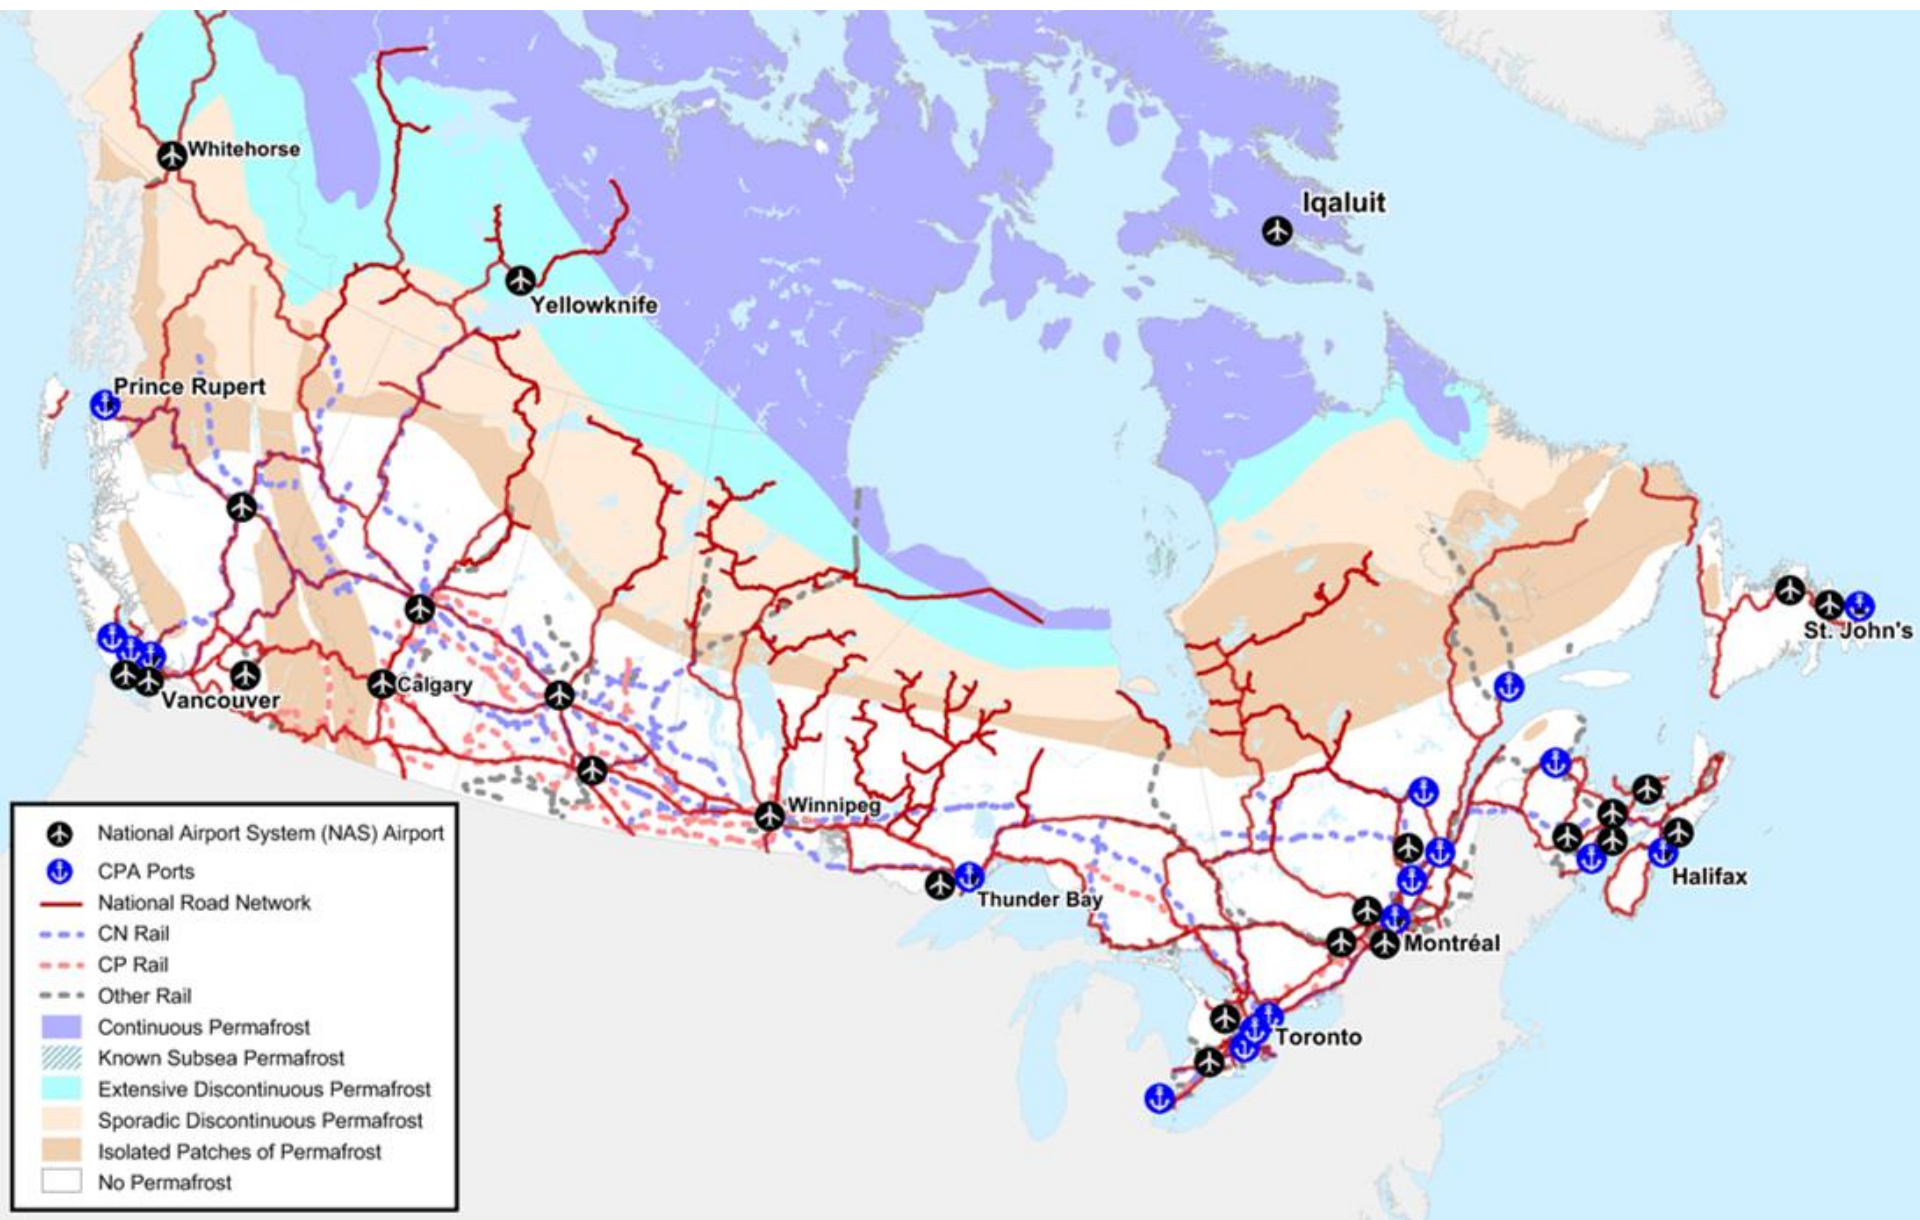 Whitehorse
Iqaluit
Yellowknife
Prince Rupert
St. John's
Calgary
Vancouver
Winnipeg
Halifax
Thunder Bay
Montréal
Toronto
National Airport System (NAS) Airport
CPA Ports
National Road Network
CN Rail
CP Rail
Other Rail
Continuous Permafrost
Known Subsea Permafrost
Extensive Discontinuous Permafrost
Sporadic Discontinuous Permafrost
Isolated Patches of Permafrost
No Permafrost